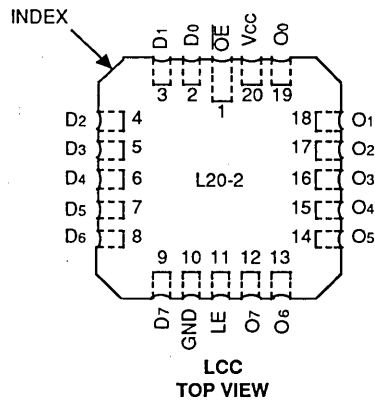 INDEX
D1 D0 OE VCC O0
3 2 1 20 19
D2 4 18 O1
D3 5 17 O2
D4 6 L20-2 16 O3
D5 7 15 O4
D6 8 14 O5
9 10 11 12 13
D7 GND LE O7 O6
LCC
TOP VIEW